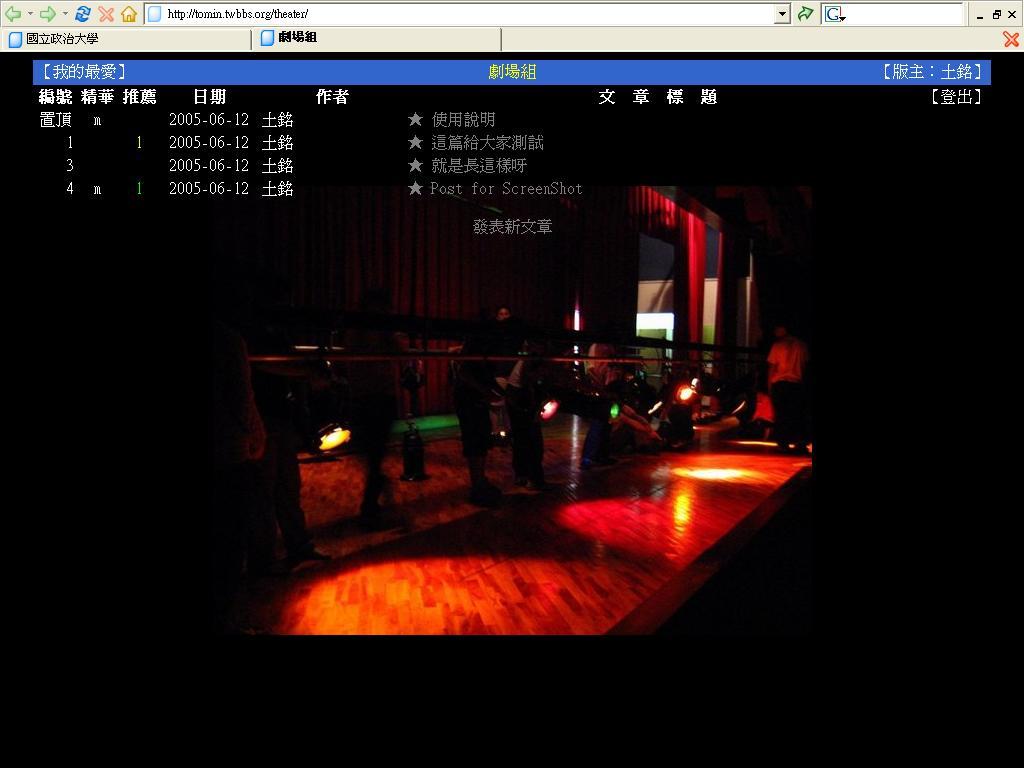 http://tomin.twbbs.org/theater/
國立政治大學 劇場組
【我的最愛】 劇場組 【版主：土銘】
編號 精華 推薦 日期 作者 文 章 標 題 【登出】
置頂 m 2005-06-12 土銘 ★ 使用說明
1 1 2005-06-12 土銘 ★ 這篇給大家測試
3 2005-06-12 土銘 ★ 就是長這樣呀
4 m 1 2005-06-12 土銘 ★ Post for ScreenShot
發表新文章